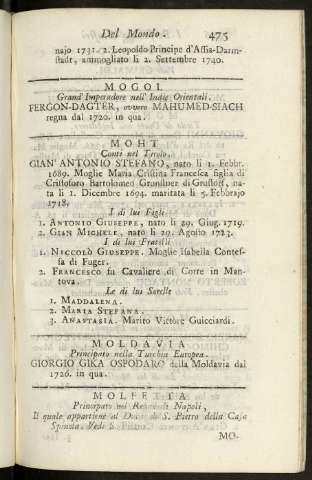 Del Mondo. 475
najo 1731. 2. Leopoldo Principe d'Assia-Darm-
stadt, ammogliato li 2. Settembre 1740.
MOGOL
Grand'Imperadore nell'Indie Orientali.
FERGON-DAGTER, ovvero MAHUMED-SIACH
regna dal 1720. in qua.
MOHT
Conti nel Tirolo.
GIAN'ANTONIO STEFANO, nato li 1. Febbr.
1689. Moglie Maria Cristina Francesca figlia di
Cristoforo Bartolomeo di na-
ta li 1. Dicembre 1694. maritata li 5. Febbrajo
1718.
I di lui Figli
1. ANTONIO GIUSEPPE, nato li 29. Giug. 1719.
2. GIAN MICHELE, nato li 29. Agosto 1723.
I di lui Fratelli
1. NICCOLÒ GIUSEPPE. Moglie Isabella Contes-
sa di Fuger.
2. FRANCESCO fu Cavaliere di Corte in Man-
tova.
Le di lui Sorelle
1. MADDALENA.
2. MARIA STEFANA.
3. ANASTASIA. Marito Victore Guicciardi.
MOLDAVIA
Principato nella Turchia Europea.
GIORGIO GIKA OSPODARO della Moldavia dal
1726. in qua.
MOLFETTA
Principato nel Regno di Napoli,
Il quale appartiene al Duca di S. Pietro della Casa
Spinola. Vedi S.
MO-